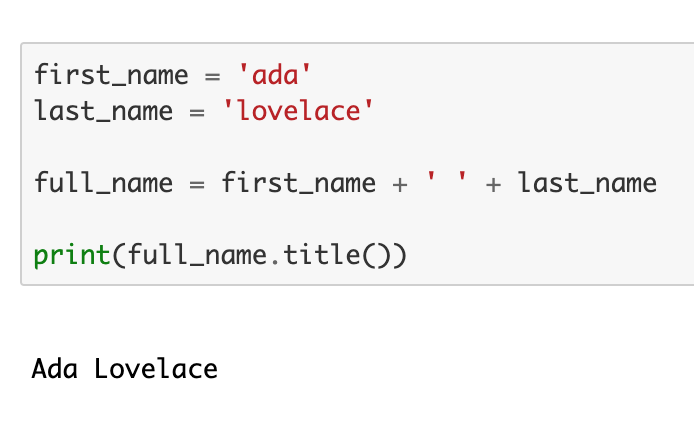 first_name = 'ada'
last_name = 'lovelace'
full_name = first_name + ' ' + last_name
print(full_name.title())
Ada Lovelace